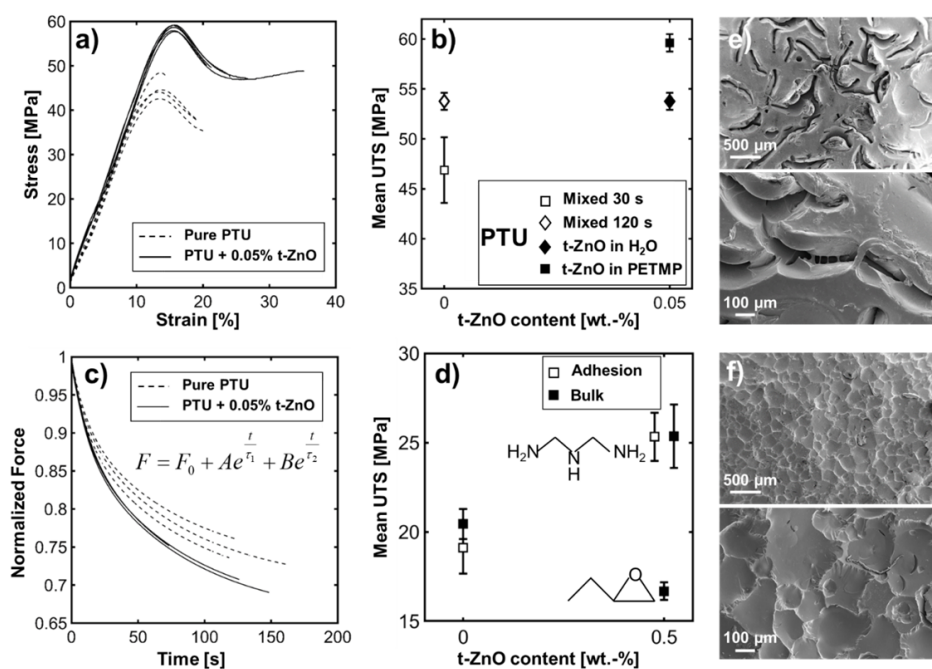 a)
Stress [MPa]
60
50
40
30
20
10
0
0
10
20
30
40
Strain [%]
Pure PTU
PTU + 0.05% t-ZnO
b)
Mean UTS [MPa]
60
55
50
45
40
35
0
0.05
t-ZnO content [wt.-%]
PTU
Mixed 30 s
Mixed 120 s
t-ZnO in H₂O
t-ZnO in PETMP
e)
500 µm
100 µm
c)
Normalized Force
1
0.95
0.9
0.85
0.8
0.75
0.7
0.65
0
50
100
150
200
Time [s]
Pure PTU
PTU + 0.05% t-ZnO
F = F₀ + Ae^{t/τ₁} + Be^{t/τ₂}
d)
Mean UTS [MPa]
30
25
20
15
0
0.5
t-ZnO content [wt.-%]
Adhesion
Bulk
H₂N
N
H
NH₂
O
f)
500 µm
100 µm